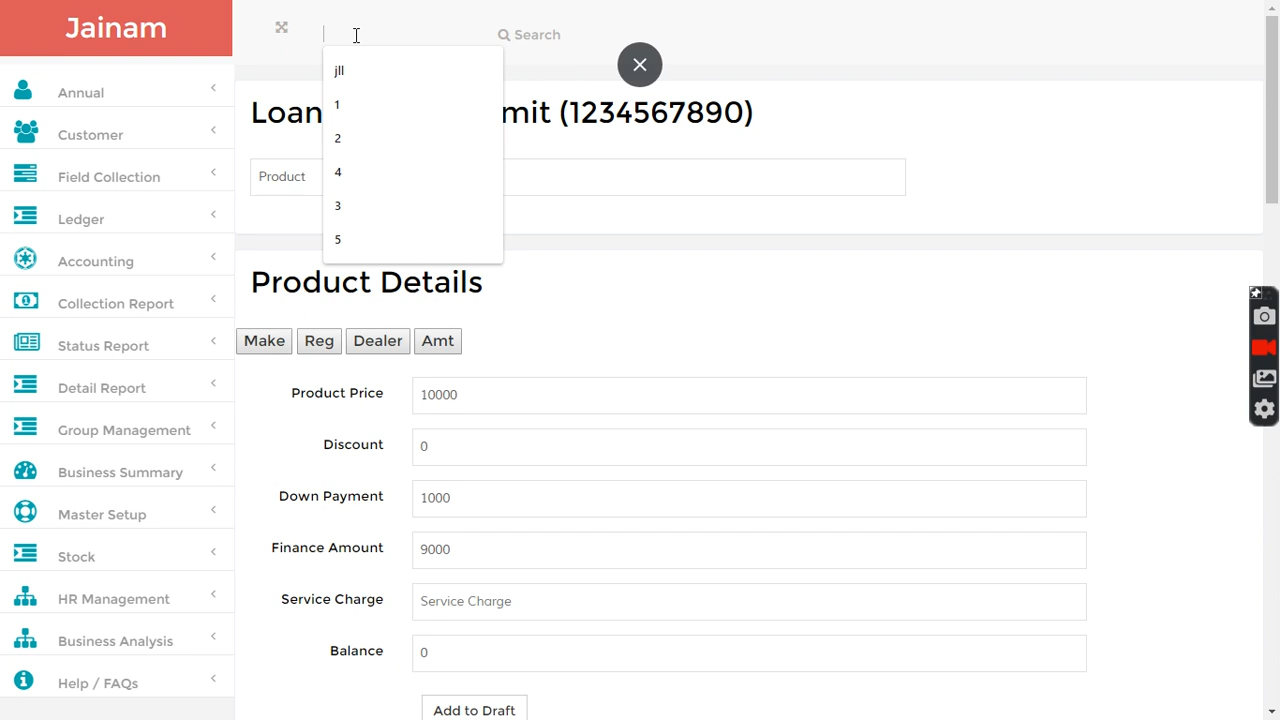 Jainam
Search
jll
1
2
4
3
5
Annual
Customer
Field Collection
Ledger
Accounting
Collection Report
Status Report
Detail Report
Group Management
Business Summary
Master Setup
Stock
HR Management
Business Analysis
Help / FAQs
Loan mit (1234567890)
Product
Product Details
Make Reg Dealer Amt
Product Price 10000
Discount 0
Down Payment 1000
Finance Amount 9000
Service Charge Service Charge
Balance 0
Add to Draft